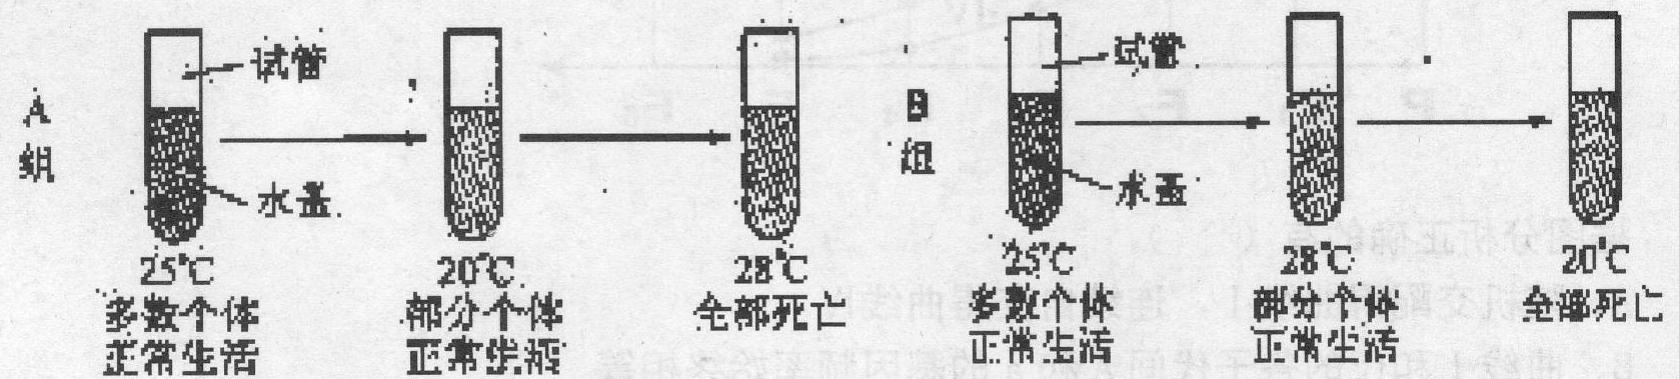 A
组
试管
水蚤
25°C
多数个体
正常生活
20°C
部分个体
正常生活
28°C
全部死亡
B
组
试管
水蚤
25°C
多数个体
正常生活
28°C
部分个体
正常生活
20°C
全部死亡